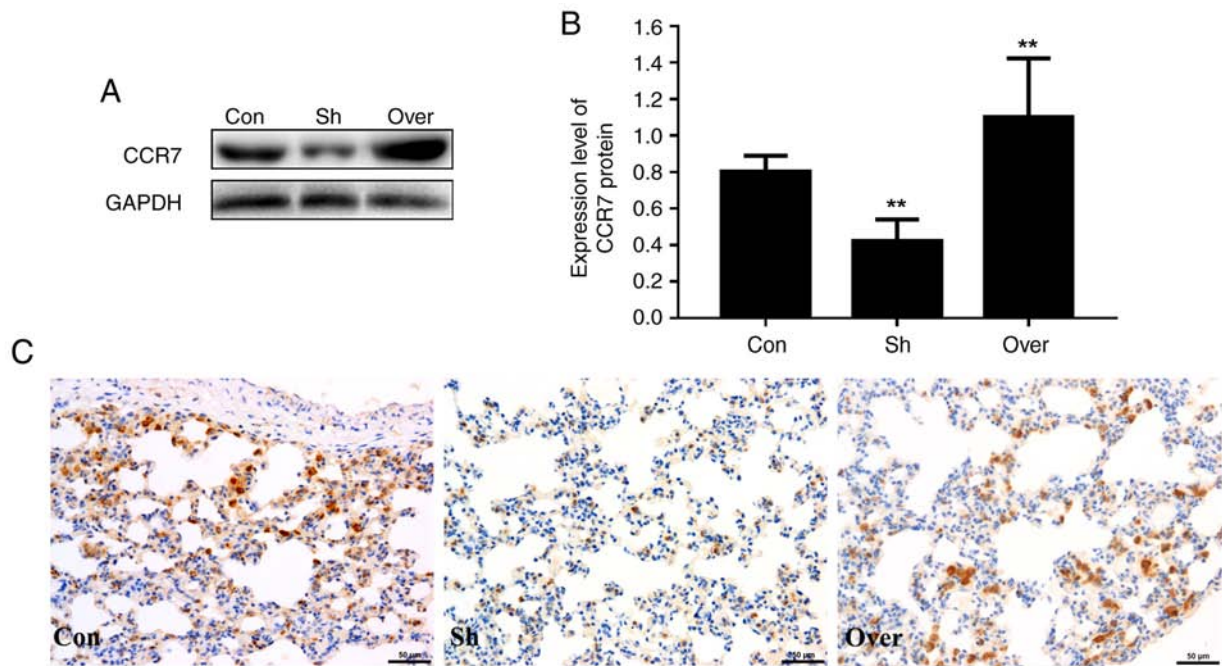 A
Con Sh Over
CCR7
GAPDH
B
Expression level of
CCR7 protein
1.6
1.4
1.2
1.0
0.8
0.6
0.4
0.2
0.0
**
**
Con Sh Over
C
Con
50 μm
Sh
50 μm
Over
50 μm